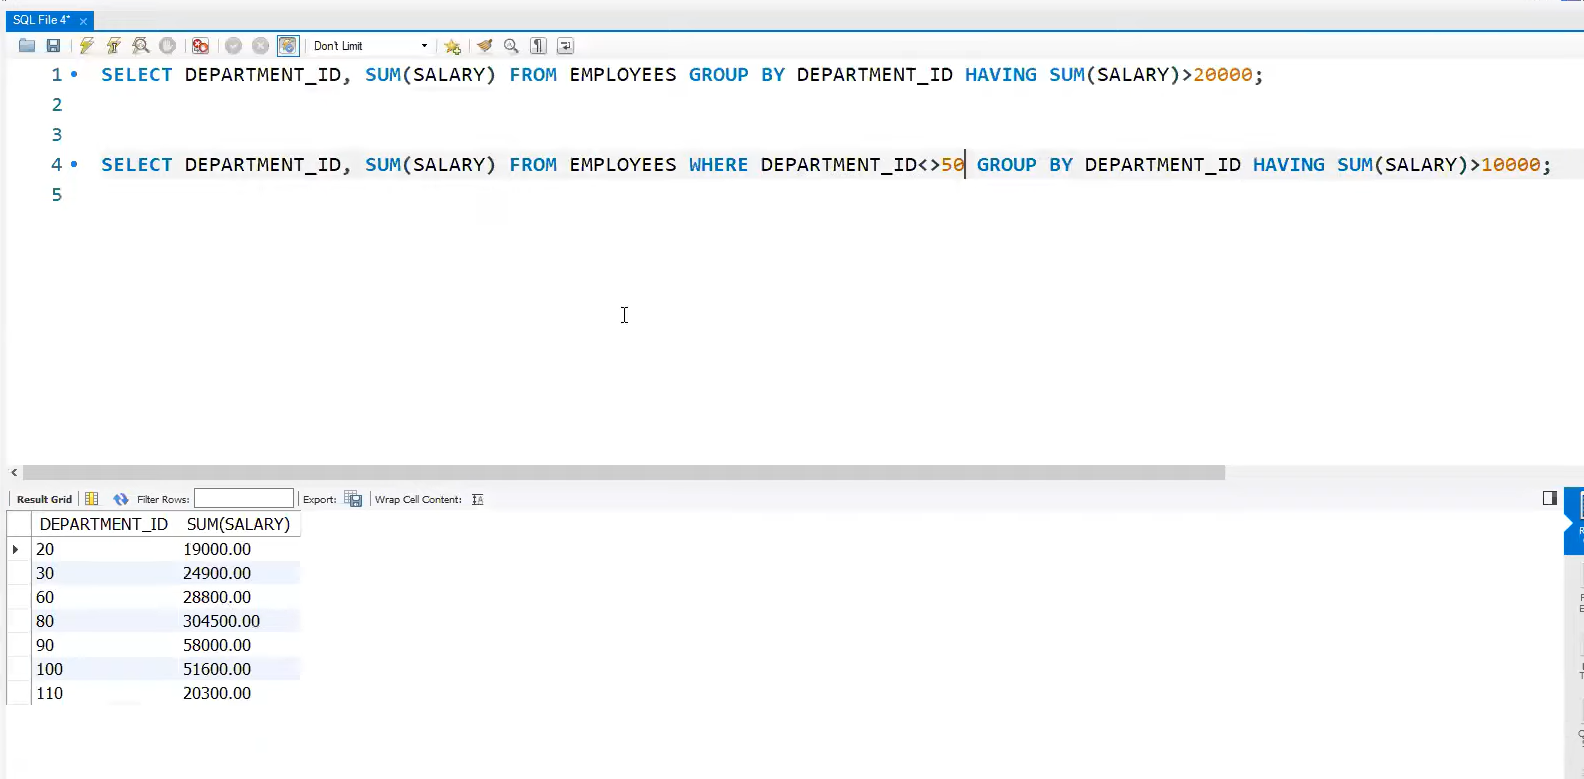 SQL File 4*
Don't Limit
1 SELECT DEPARTMENT_ID, SUM(SALARY) FROM EMPLOYEES GROUP BY DEPARTMENT_ID HAVING SUM(SALARY)>20000;
2
3
4 SELECT DEPARTMENT_ID, SUM(SALARY) FROM EMPLOYEES WHERE DEPARTMENT_ID<>50 GROUP BY DEPARTMENT_ID HAVING SUM(SALARY)>10000;
5
Result Grid Filter Rows: Export: Wrap Cell Content:
DEPARTMENT_ID SUM(SALARY)
20 19000.00
30 24900.00
60 28800.00
80 304500.00
90 58000.00
100 51600.00
110 20300.00